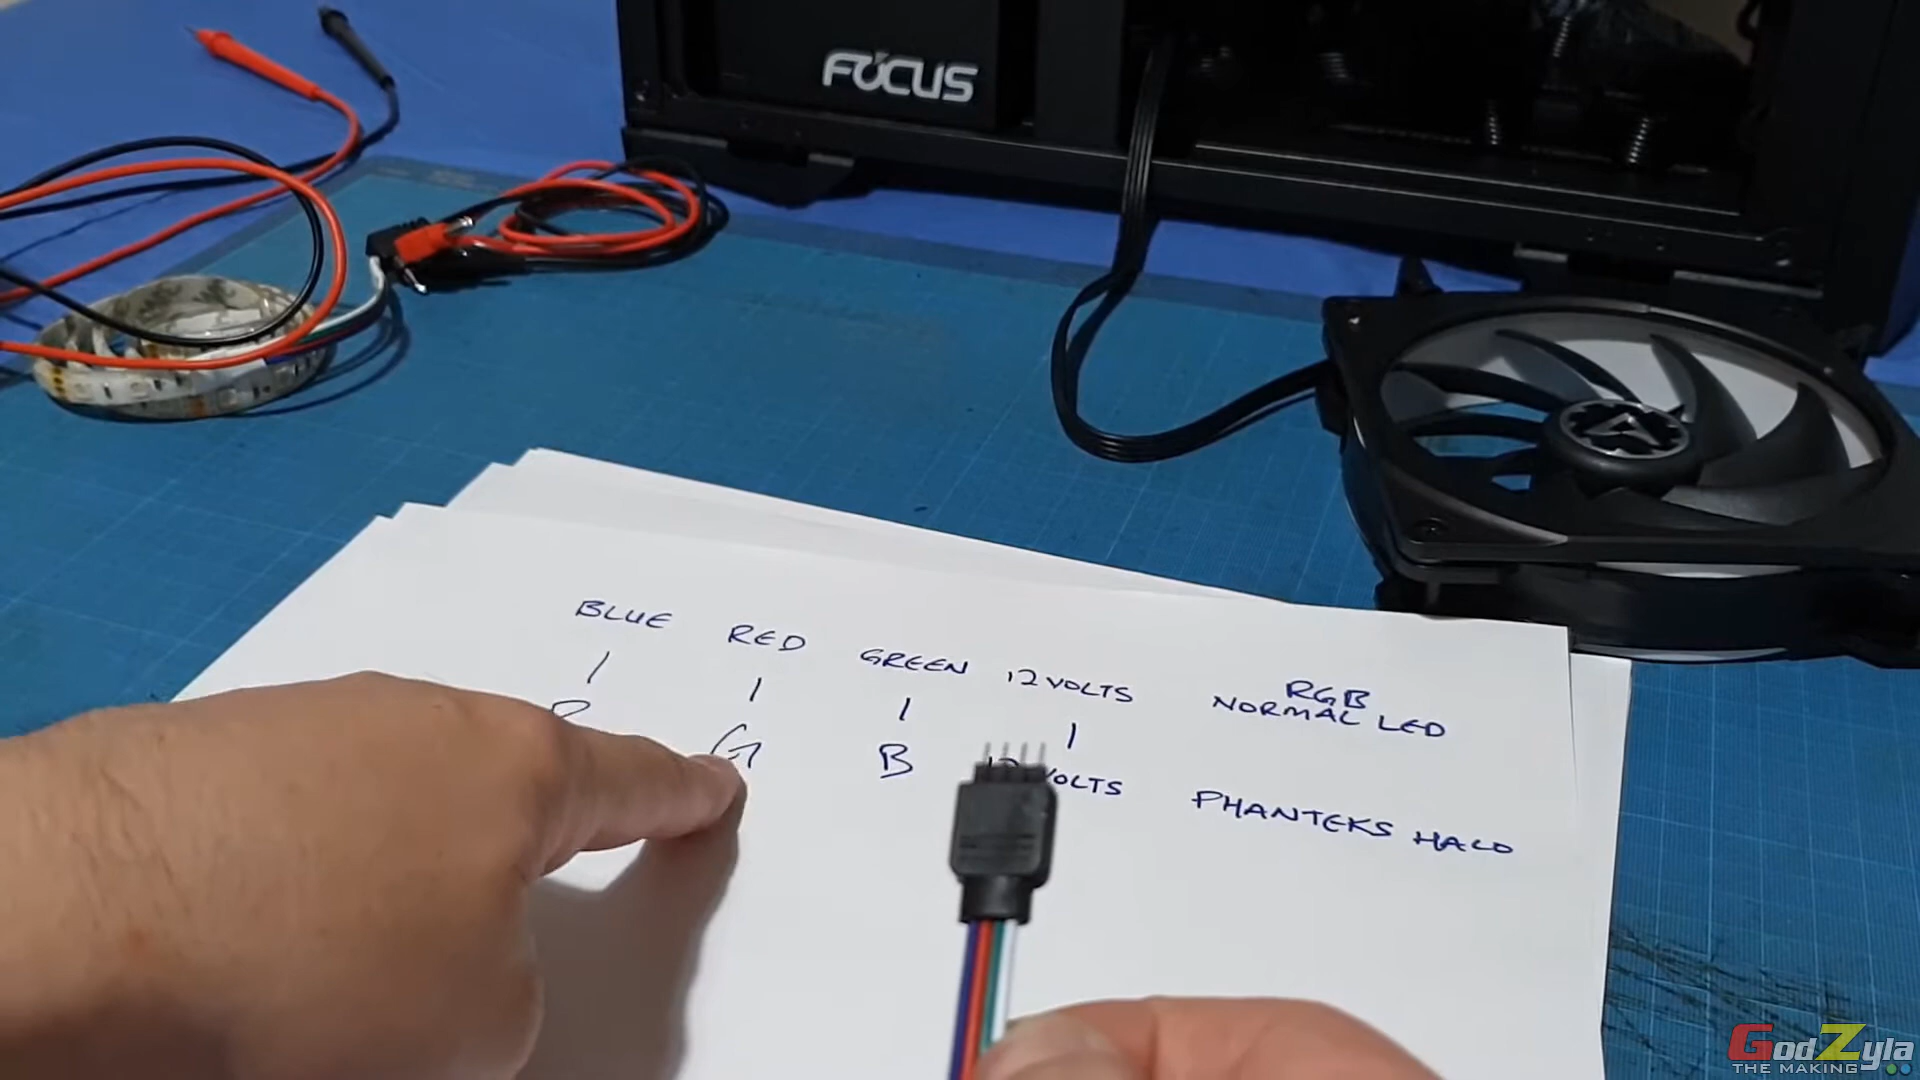 FOCUS
BLUE RED GREEN 12 VOLTS RGB
NORMAL LED
G B VOLTS PHANTEKS HALO
GodZyla
THE MAKING